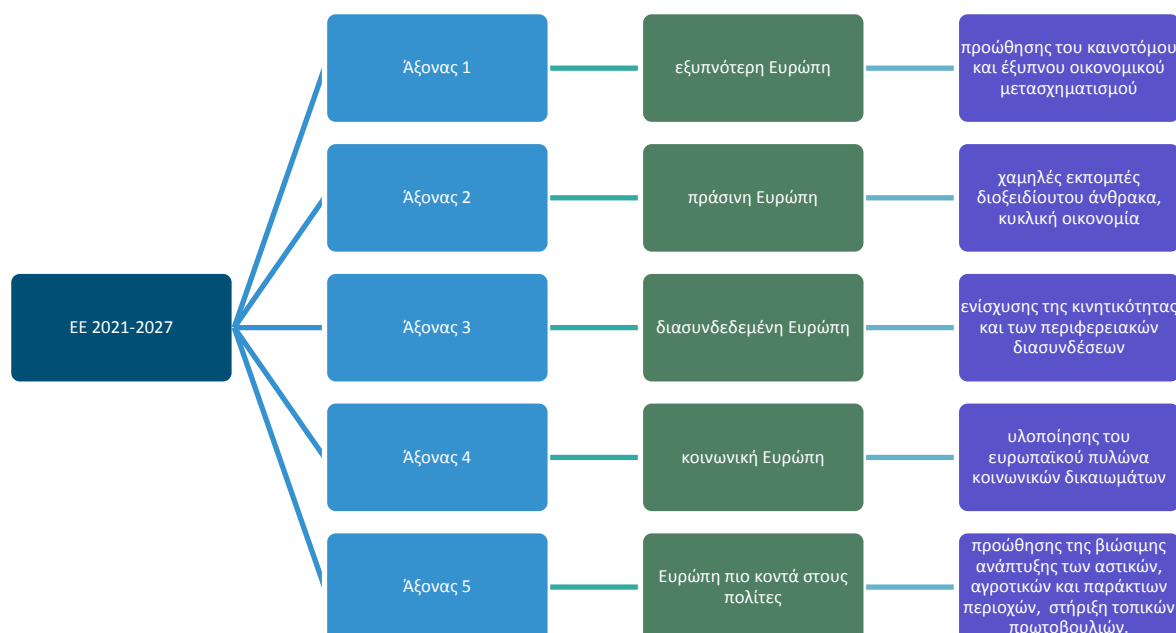 ΕΕ 2021-2027
Άξονας 1
εξυπνότερη Ευρώπη
προώθησης του καινοτόμου
και έξυπνου οικονομικού
μετασχηματισμού
Άξονας 2
πράσινη Ευρώπη
χαμηλές εκπομπές
διοξειδίουτου άνθρακα,
κυκλική οικονομία
Άξονας 3
διασυνδεδεμένη Ευρώπη
ενίσχυσης της κινητικότητας
και των περιφερειακών
διασυνδέσεων
Άξονας 4
κοινωνική Ευρώπη
υλοποίησης του
ευρωπαϊκού πυλώνα
κοινωνικών δικαιωμάτων
Άξονας 5
Ευρώπη πιο κοντά στους
πολίτες
προώθησης της βιώσιμης
ανάπτυξης των αστικών,
αγροτικών και παράκτιων
περιοχών, στήριξη τοπικών
πρωτοβουλιών.